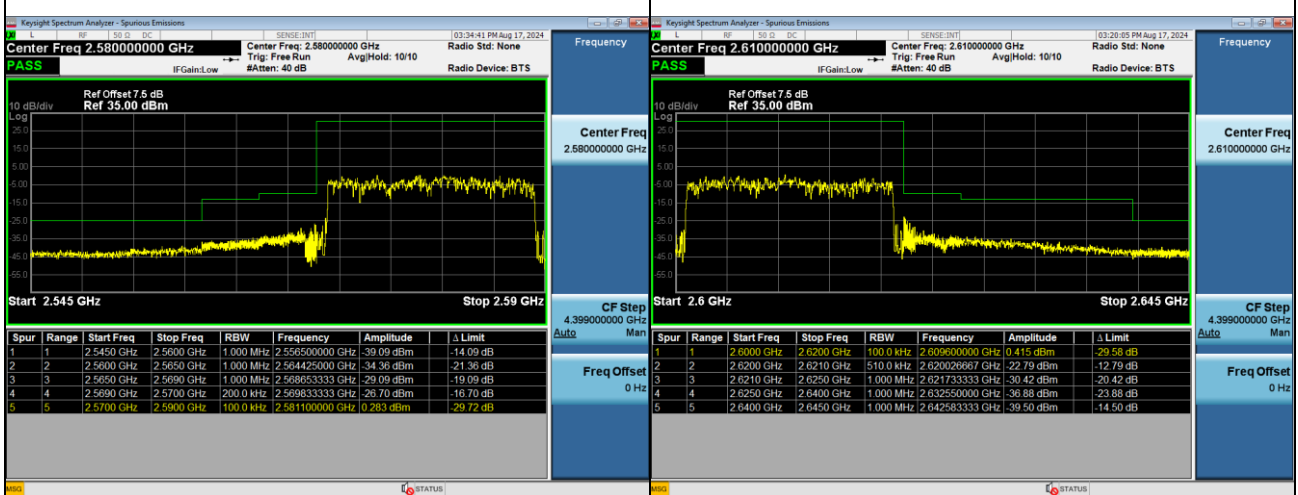 Keysight Spectrum Analyzer - Spurious Emissions
L RF 50 Ω DC SENSE:INT 03:34:41 PM Aug 17, 2024
Center Freq 2.580000000 GHz
Center Freq: 2.580000000 GHz
Radio Std: None
Trig: Free Run Avg|Hold: 10/10
PASS
IFGain:Low
#Atten: 40 dB
Radio Device: BTS
Ref Offset 7.5 dB
10 dB/div Ref 35.00 dBm
Log
25.0
15.0
5.00
-5.00
-15.0
-25.0
-35.0
-45.0
-55.0
Start 2.545 GHz Stop 2.59 GHz
Spur Range Start Freq Stop Freq RBW Frequency Amplitude Δ Limit
1 1 2.5450 GHz 2.5600 GHz 1.000 MHz 2.556500000 GHz -39.09 dBm -14.09 dB
2 2 2.5600 GHz 2.5650 GHz 1.000 MHz 2.564425000 GHz -34.36 dBm -21.36 dB
3 3 2.5650 GHz 2.5690 GHz 1.000 MHz 2.568653333 GHz -29.09 dBm -19.09 dB
4 4 2.5690 GHz 2.5700 GHz 200.0 kHz 2.569833333 GHz -26.70 dBm -16.70 dB
5 5 2.5700 GHz 2.5900 GHz 100.0 kHz 2.581100000 GHz 0.283 dBm -29.72 dB
Frequency
Center Freq
2.580000000 GHz
CF Step
4.399000000 GHz
Auto Man
Freq Offset
0 Hz
MSG STATUS
Keysight Spectrum Analyzer - Spurious Emissions
L RF 50 Ω DC SENSE:INT 03:20:05 PM Aug 17, 2024
Center Freq 2.610000000 GHz
Center Freq: 2.610000000 GHz
Radio Std: None
Trig: Free Run Avg|Hold: 10/10
PASS
IFGain:Low
#Atten: 40 dB
Radio Device: BTS
Ref Offset 7.5 dB
10 dB/div Ref 35.00 dBm
Log
25.0
15.0
5.00
-5.00
-15.0
-25.0
-35.0
-45.0
-55.0
Start 2.6 GHz Stop 2.645 GHz
Spur Range Start Freq Stop Freq RBW Frequency Amplitude Δ Limit
1 1 2.6000 GHz 2.6200 GHz 100.0 kHz 2.609600000 GHz 0.415 dBm -29.58 dB
2 2 2.6200 GHz 2.6210 GHz 510.0 kHz 2.620026667 GHz -22.79 dBm -12.79 dB
3 3 2.6210 GHz 2.6250 GHz 1.000 MHz 2.621733333 GHz -30.42 dBm -20.42 dB
4 4 2.6250 GHz 2.6400 GHz 1.000 MHz 2.632550000 GHz -36.88 dBm -23.88 dB
5 5 2.6400 GHz 2.6450 GHz 1.000 MHz 2.642583333 GHz -39.50 dBm -14.50 dB
Frequency
Center Freq
2.610000000 GHz
CF Step
4.399000000 GHz
Auto Man
Freq Offset
0 Hz
MSG STATUS